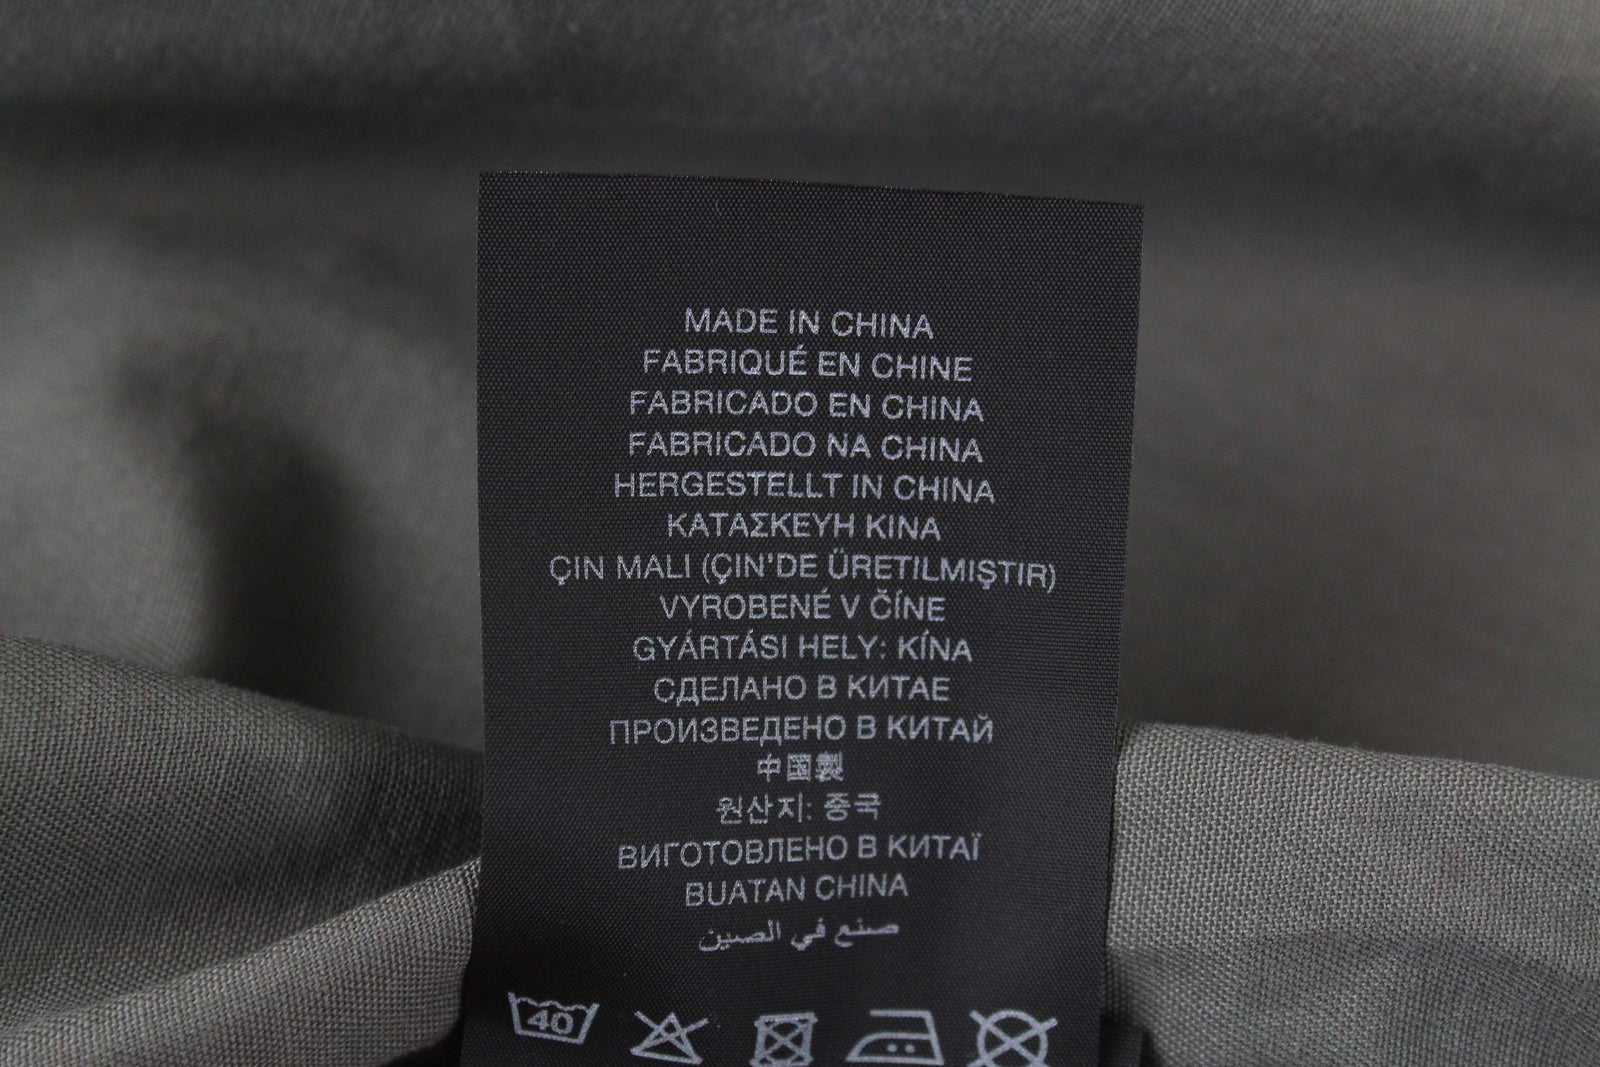 MADE IN CHINA
FABRIQUÉ EN CHINE
FABRICADO EN CHINA
FABRICADO NA CHINA
HERGESTELLT IN CHINA
ΚΑΤΑΣΚΕΥΗ ΚΙΝΑ
ÇIN MALI (ÇIN'DE ÜRETILMIŞTIR)
VYROBENÉ V ČÍNE
GYÁRTÁSI HELY: KÍNA
СДЕЛАНО В КИТАЕ
ПРОИЗВЕДЕНО В КИТАЙ
中国製
원산지: 중국
ВИГОТОВЛЕНО В КИТАЇ
BUATAN CHINA
صنع في الصين
40